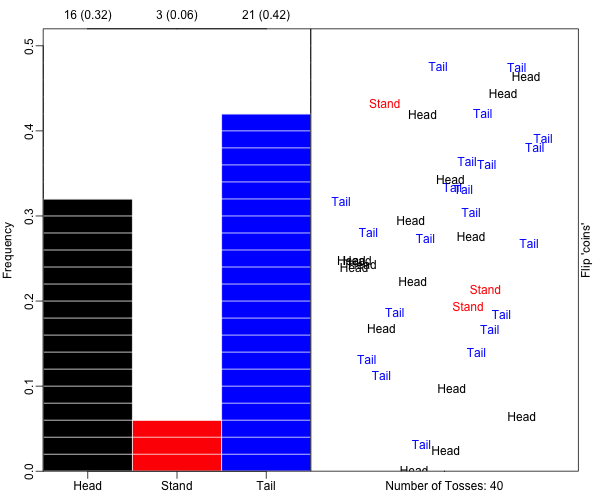 16 (0.32) 3 (0.06) 21 (0.42)
0.5
0.4
0.3
0.2
0.1
0.0
Frequency
Head Stand Tail
Tail Tail
Head
Head
Stand
Head Tail
Tail
Tail
Tail Tail
Head
Tail Tail
Tail
Tail
Head
Tail Tail Head
Tail
Head Head
Head Head
Head
Stand
Stand
Tail Tail
Head Tail
Tail
Tail
Tail
Head
Head
Tail
Head
Head
Number of Tosses: 40
Flip 'coins'